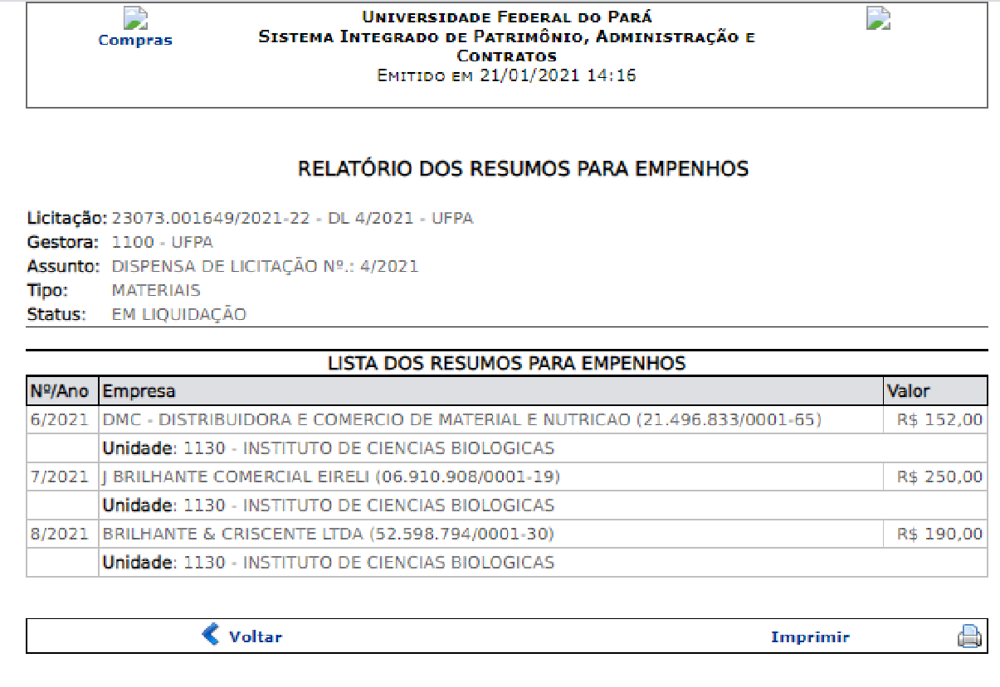 Compras
Universidade Federal do Pará
Sistema Integrado de Patrimônio, Administração e
Contratos
Emitido em 21/01/2021 14:16
RELATÓRIO DOS RESUMOS PARA EMPENHOS
Licitação: 23073.001649/2021-22 - DL 4/2021 - UFPA
Gestora: 1100 - UFPA
Assunto: DISPENSA DE LICITAÇÃO Nº.: 4/2021
Tipo: MATERIAIS
Status: EM LIQUIDAÇÃO
LISTA DOS RESUMOS PARA EMPENHOS
Nº/Ano Empresa Valor
6/2021 DMC - DISTRIBUIDORA E COMERCIO DE MATERIAL E NUTRICAO (21.496.833/0001-65) R$ 152,00
Unidade: 1130 - INSTITUTO DE CIENCIAS BIOLOGICAS
7/2021 J BRILHANTE COMERCIAL EIRELI (06.910.908/0001-19) R$ 250,00
Unidade: 1130 - INSTITUTO DE CIENCIAS BIOLOGICAS
8/2021 BRILHANTE & CRISCENTE LTDA (52.598.794/0001-30) R$ 190,00
Unidade: 1130 - INSTITUTO DE CIENCIAS BIOLOGICAS
Voltar Imprimir